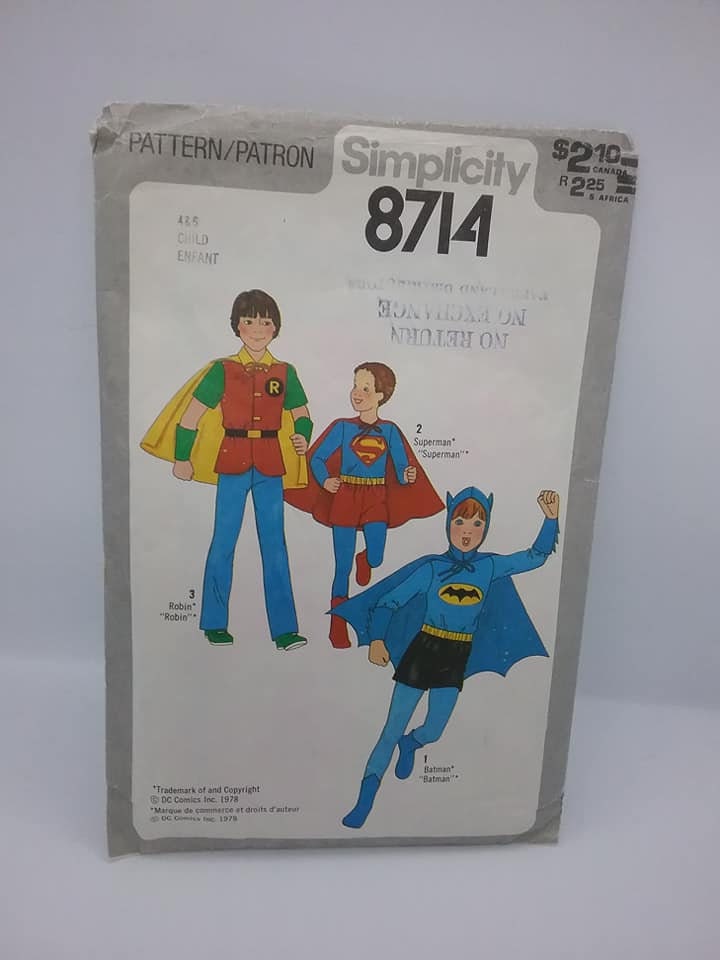 PATTERN/PATRON
Simplicity
8714
$2.10
CANADA
R 2.25
S AFRICA
4&6
CHILD
ENFANT
NO RETURN
NO EXCHANGE
R
S
2
Superman*
"Superman"*
3
Robin*
"Robin"*
1
Batman*
"Batman"*
*Trademark of and Copyright
© DC Comics Inc. 1978
*Marque de commerce et droits d'auteur
© DC Comics Inc. 1978